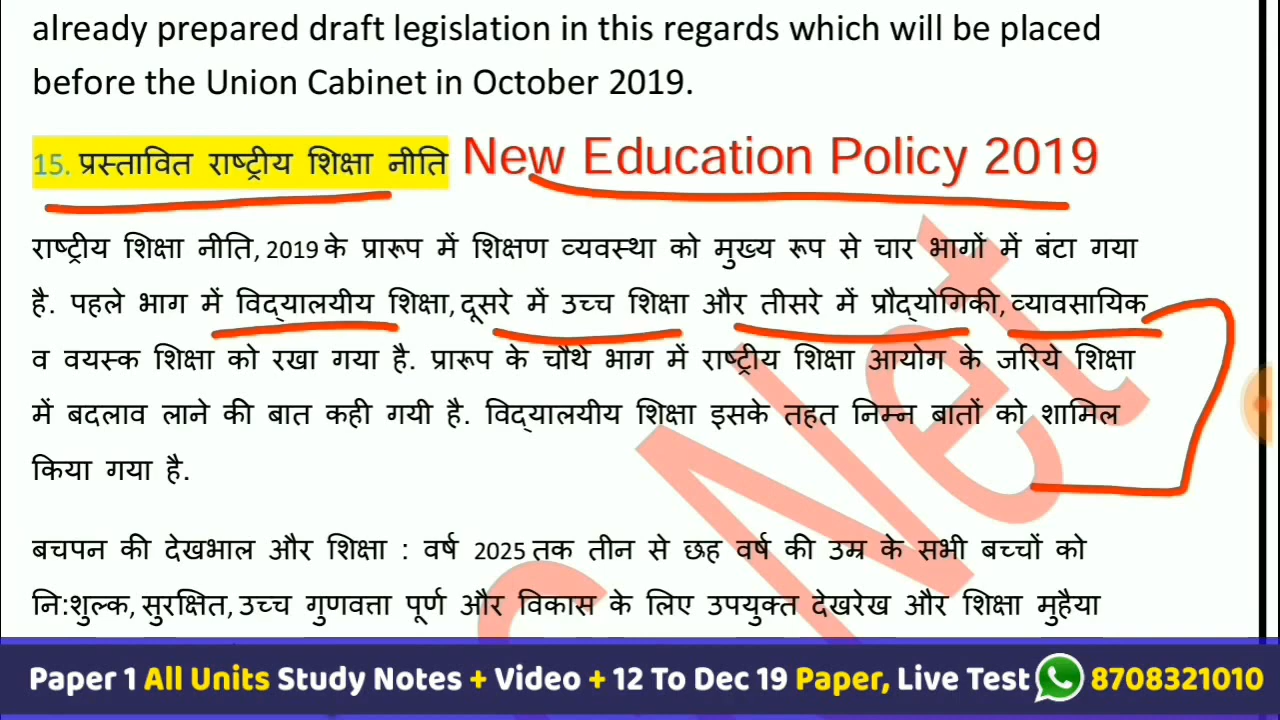 already prepared draft legislation in this regards which will be placed
before the Union Cabinet in October 2019.
15. प्रस्तावित राष्ट्रीय शिक्षा नीति New Education Policy 2019
राष्ट्रीय शिक्षा नीति, 2019 के प्रारूप में शिक्षण व्यवस्था को मुख्य रूप से चार भागों में बंटा गया
है. पहले भाग में विद्यालयीय शिक्षा, दूसरे में उच्च शिक्षा और तीसरे में प्रौद्योगिकी, व्यावसायिक
व वयस्क शिक्षा को रखा गया है. प्रारूप के चौथे भाग में राष्ट्रीय शिक्षा आयोग के जरिये शिक्षा
में बदलाव लाने की बात कही गयी है. विद्यालयीय शिक्षा इसके तहत निम्न बातों को शामिल
किया गया है.
बचपन की देखभाल और शिक्षा : वर्ष 2025 तक तीन से छह वर्ष की उम्र के सभी बच्चों को
नि:शुल्क, सुरक्षित, उच्च गुणवत्ता पूर्ण और विकास के लिए उपयुक्त देखरेख और शिक्षा मुहैया
Net
Paper 1 All Units Study Notes + Video + 12 To Dec 19 Paper, Live Test 8708321010